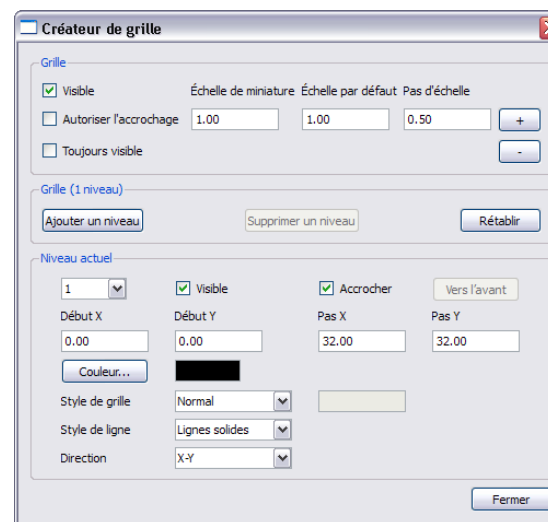 Créateur de grille
Grille
Visible Échelle de miniature Échelle par défaut Pas d'échelle
Autoriser l'accrochage 1.00 1.00 0.50 +
Toujours visible -
Grille (1 niveau)
Ajouter un niveau Supprimer un niveau Rétablir
Niveau actuel
1 Visible Accrocher Vers l'avant
Début X Début Y Pas X Pas Y
0.00 0.00 32.00 32.00
Couleur...
Style de grille Normal
Style de ligne Lignes solides
Direction X-Y
Fermer